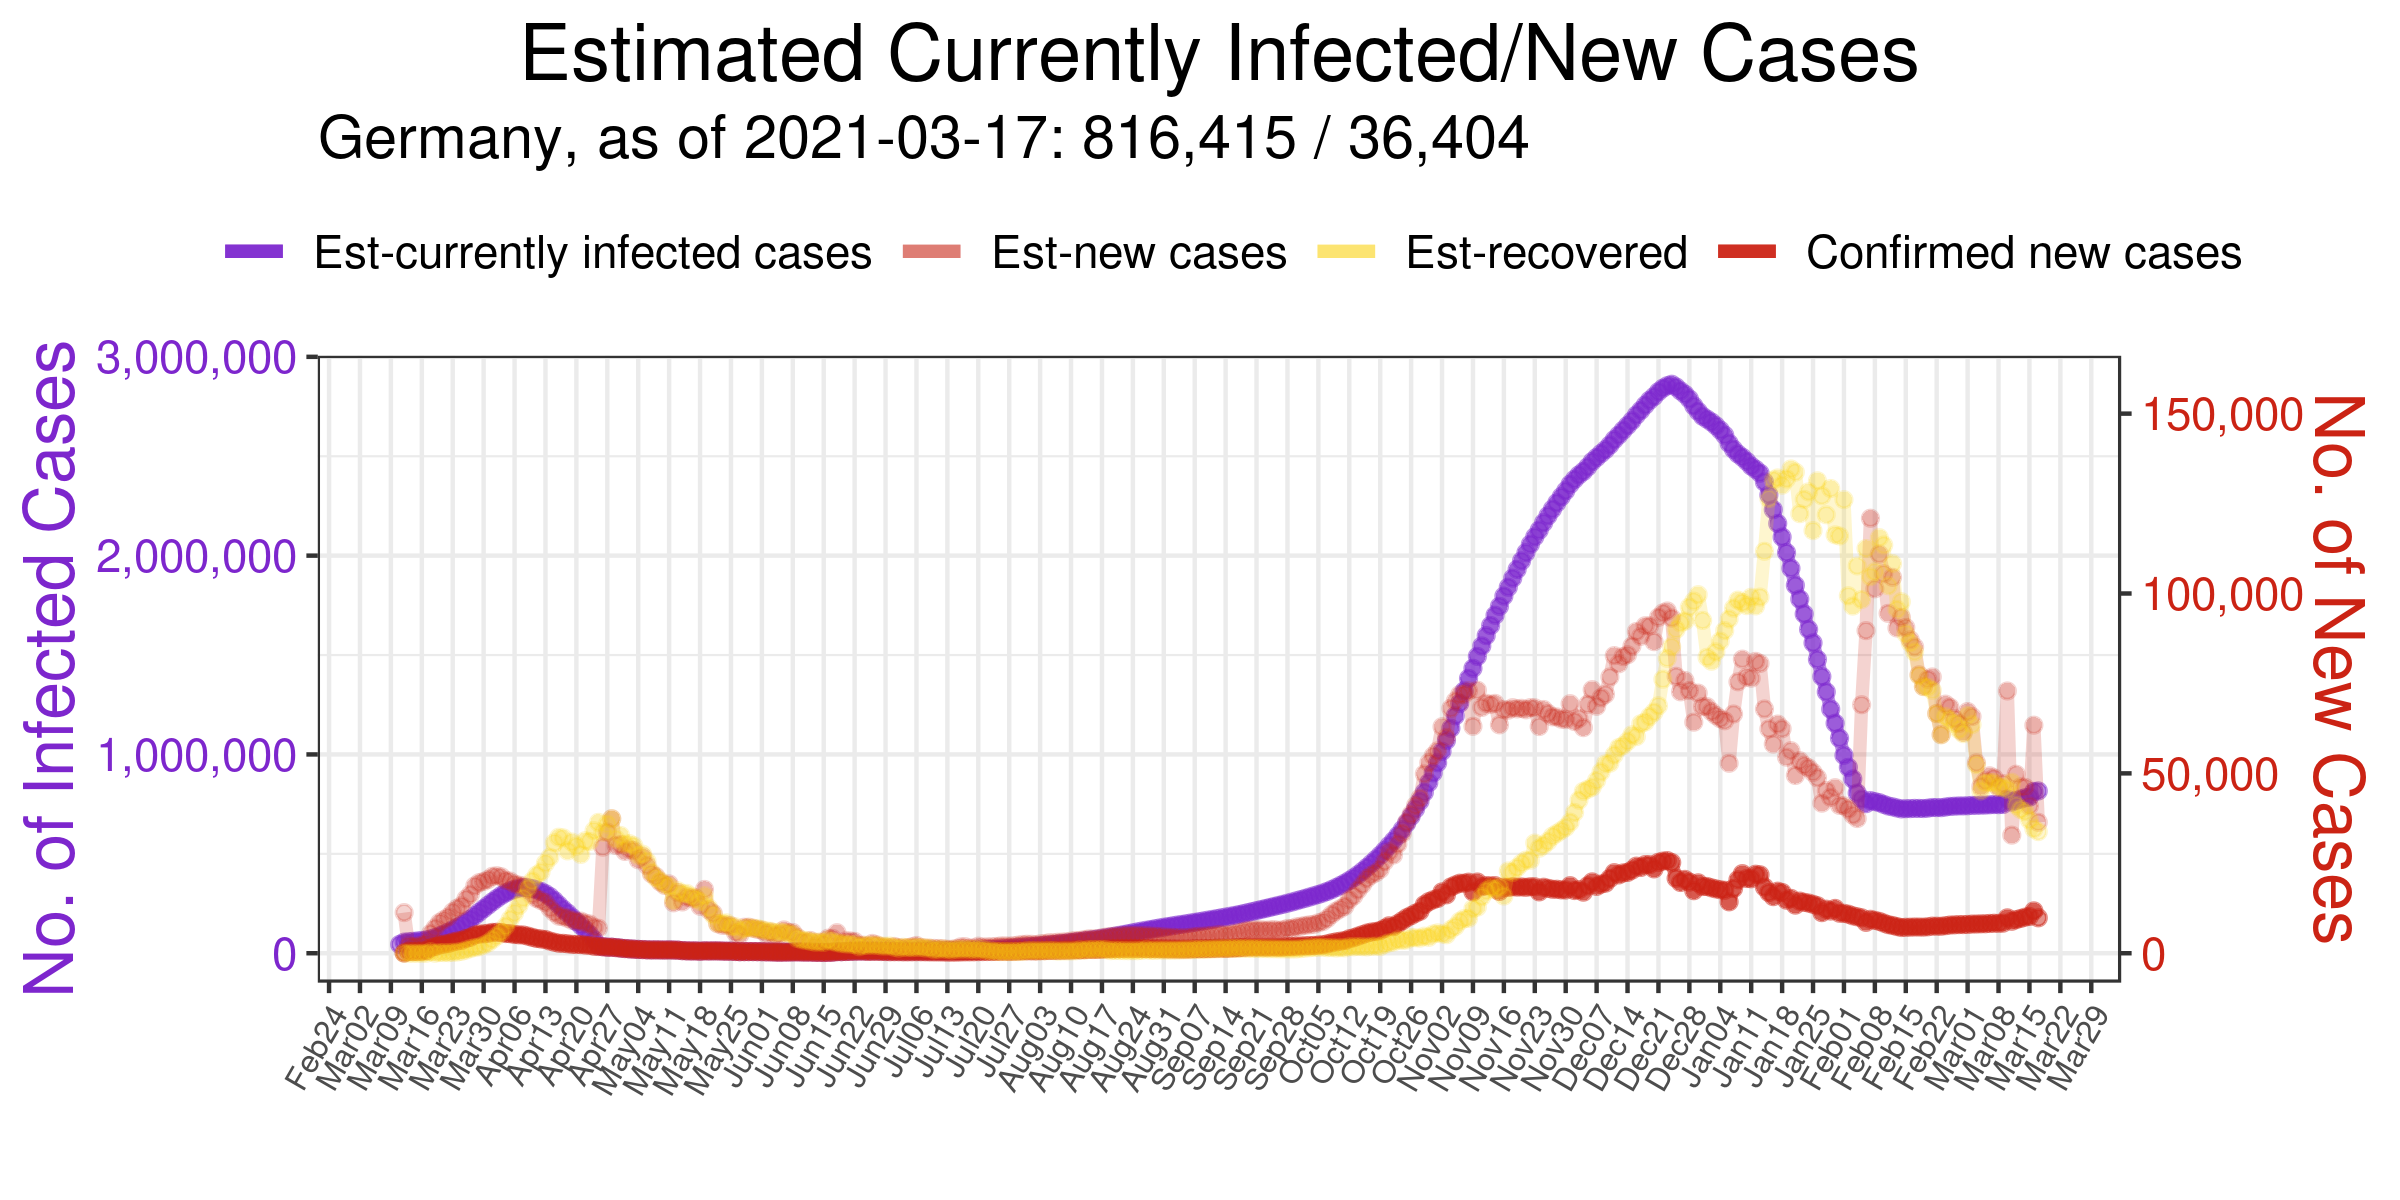 Estimated Currently Infected/New Cases
Germany, as of 2021-03-17: 816,415 / 36,404
Est-currently infected cases Est-new cases Est-recovered Confirmed new cases
No. of Infected Cases
3,000,000
2,000,000
1,000,000
0
No. of New Cases
150,000
100,000
50,000
0
Feb24 Mar02 Mar09 Mar16 Mar23 Mar30 Apr06 Apr13 Apr20 Apr27 May04 May11 May18 May25 Jun01 Jun08 Jun15 Jun22 Jun29 Jul06 Jul13 Jul20 Jul27 Aug03 Aug10 Aug17 Aug24 Aug31 Sep07 Sep14 Sep21 Sep28 Oct05 Oct12 Oct19 Oct26 Nov02 Nov09 Nov16 Nov23 Nov30 Dec07 Dec14 Dec21 Dec28 Jan04 Jan11 Jan18 Jan25 Feb01 Feb08 Feb15 Feb22 Mar01 Mar08 Mar15 Mar22 Mar29